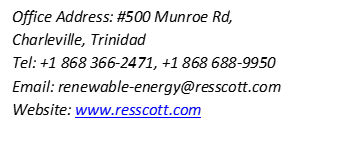 Office Address: #500 Munroe Rd,
Charleville, Trinidad
Tel: +1 868 366-2471, +1 868 688-9950
Email: renewable-energy@resscott.com
Website: www.resscott.com